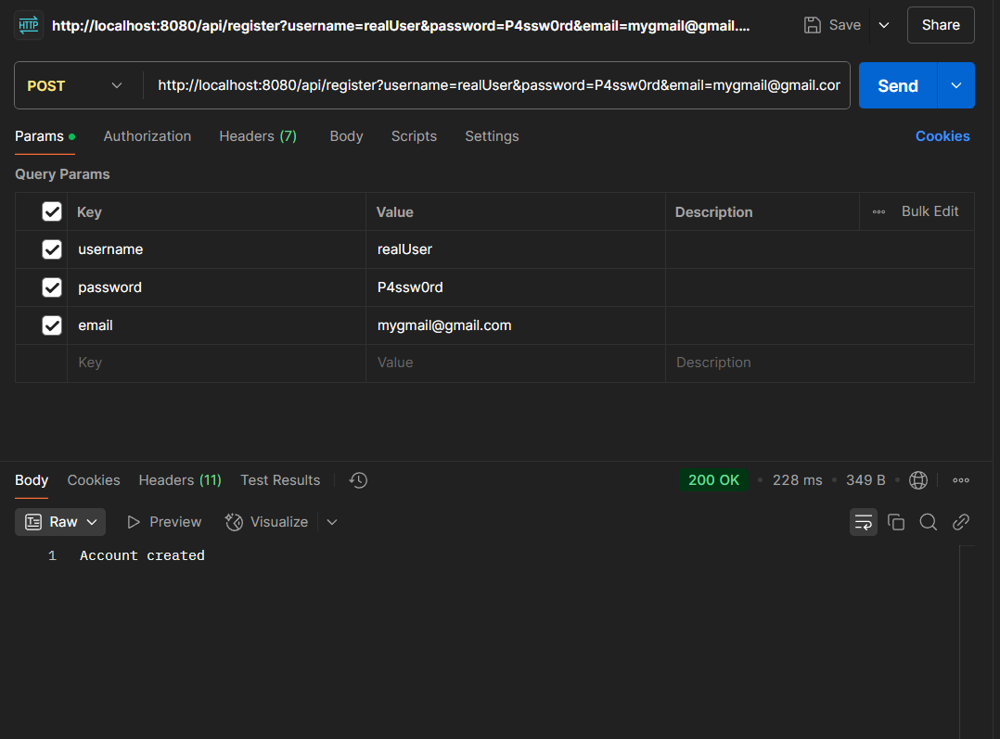 HTTP http://localhost:8080/api/register?username=realUser&password=P4ssw0rd&email=mygmail@gmail.... Save Share
POST http://localhost:8080/api/register?username=realUser&password=P4ssw0rd&email=mygmail@gmail.cor Send
Params Authorization Headers (7) Body Scripts Settings Cookies
Query Params
Key Value Description Bulk Edit
username realUser
password P4ssw0rd
email mygmail@gmail.com
Key Value Description
Body Cookies Headers (11) Test Results 200 OK 228 ms 349 B
Raw Preview Visualize
1 Account created